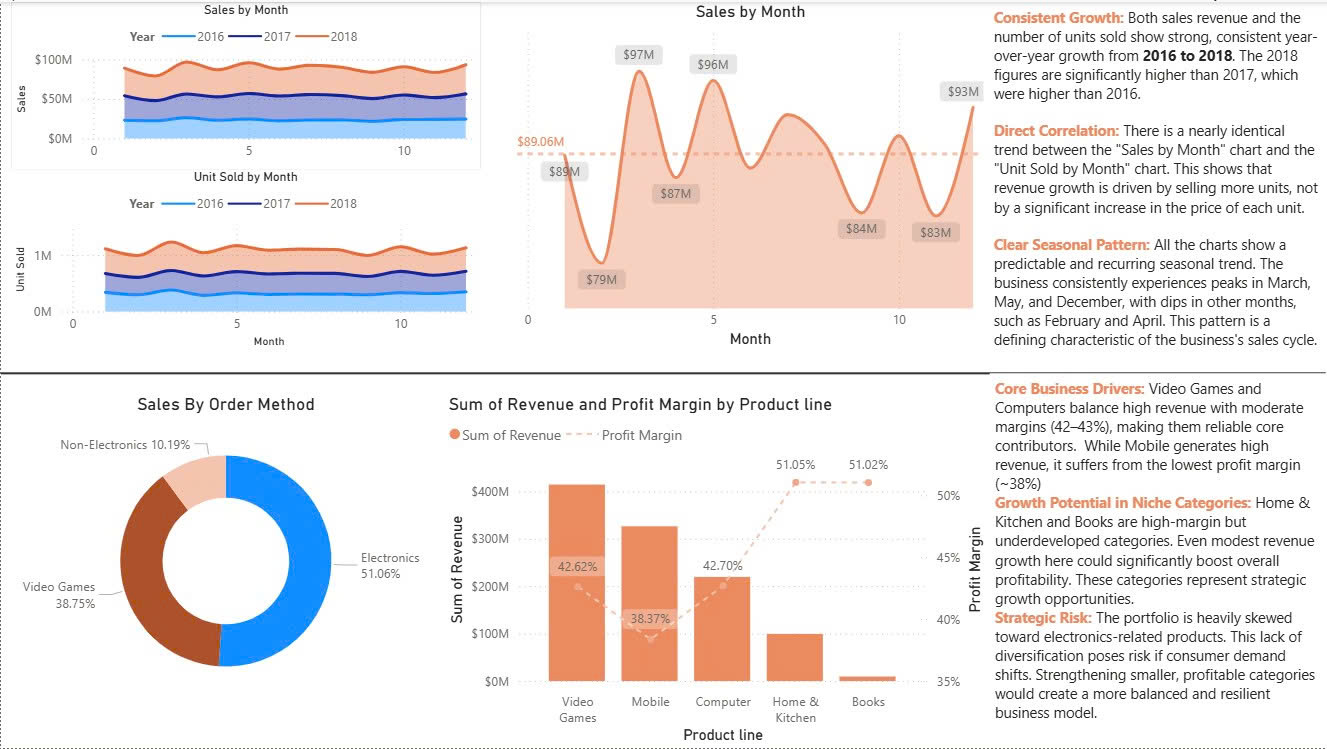 Sales by Month
Year 2016 2017 2018
$100M
$50M
$0M
Sales
0 5 10
Unit Sold by Month
Year 2016 2017 2018
1M
0M
Unit Sold
0 5 10
Month
Sales by Month
$97M
$96M
$93M
$89.06M
$89M
$87M
$84M
$83M
$79M
0 5 10
Month
Consistent Growth: Both sales revenue and the
number of units sold show strong, consistent year-
over-year growth from 2016 to 2018. The 2018
figures are significantly higher than 2017, which
were higher than 2016.
Direct Correlation: There is a nearly identical
trend between the "Sales by Month" chart and the
"Unit Sold by Month" chart. This shows that
revenue growth is driven by selling more units, not
by a significant increase in the price of each unit.
Clear Seasonal Pattern: All the charts show a
predictable and recurring seasonal trend. The
business consistently experiences peaks in March,
May, and December, with dips in other months,
such as February and April. This pattern is a
defining characteristic of the business's sales cycle.
Sales By Order Method
Non-Electronics 10.19%
Electronics
51.06%
Video Games
38.75%
Sum of Revenue and Profit Margin by Product line
Sum of Revenue Profit Margin
51.05% 51.02%
$400M
$300M
$200M
$100M
$0M
Sum of Revenue
42.62%
38.37%
42.70%
50%
45%
40%
35%
Profit Margin
Video
Games
Mobile
Computer
Home &
Kitchen
Books
Product line
Core Business Drivers: Video Games and
Computers balance high revenue with moderate
margins (42–43%), making them reliable core
contributors. While Mobile generates high
revenue, it suffers from the lowest profit margin
(~38%)
Growth Potential in Niche Categories: Home &
Kitchen and Books are high-margin but
underdeveloped categories. Even modest revenue
growth here could significantly boost overall
profitability. These categories represent strategic
growth opportunities.
Strategic Risk: The portfolio is heavily skewed
toward electronics-related products. This lack of
diversification poses risk if consumer demand
shifts. Strengthening smaller, profitable categories
would create a more balanced and resilient
business model.